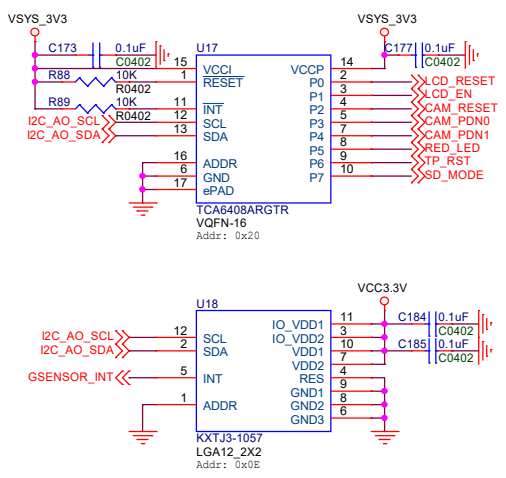 VSYS_3V3 VSYS_3V3
C173 0.1uF U17 C177 0.1uF
C0402 C0402
15 VCCI VCCP 14
R88 10K 1 RESET P0 2 LCD_RESET
R0402 P1 3 LCD_EN
R89 10K 11 INT P2 4 CAM_RESET
R0402
I2C_AO_SCL 12 SCL P3 5 CAM_PDN0
I2C_AO_SDA 13 SDA P4 7 CAM_PDN1
P5 8 RED_LED
16 ADDR P6 9 TP_RST
6 GND P7 10 SD_MODE
17 ePAD
TCA6408ARGTR
VQFN-16
Addr: 0x20
VCC3.3V
U18
IO_VDD1 11 C184 0.1uF
I2C_AO_SCL 12 SCL IO_VDD2 3 C0402
I2C_AO_SDA 2 SDA VDD1 10 C185 0.1uF
VDD2 7 C0402
GSENSOR_INT 5 INT RES 4
GND1 9
1 ADDR GND2 8
GND3 6
KXTJ3-1057
LGA12_2X2
Addr: 0x0E